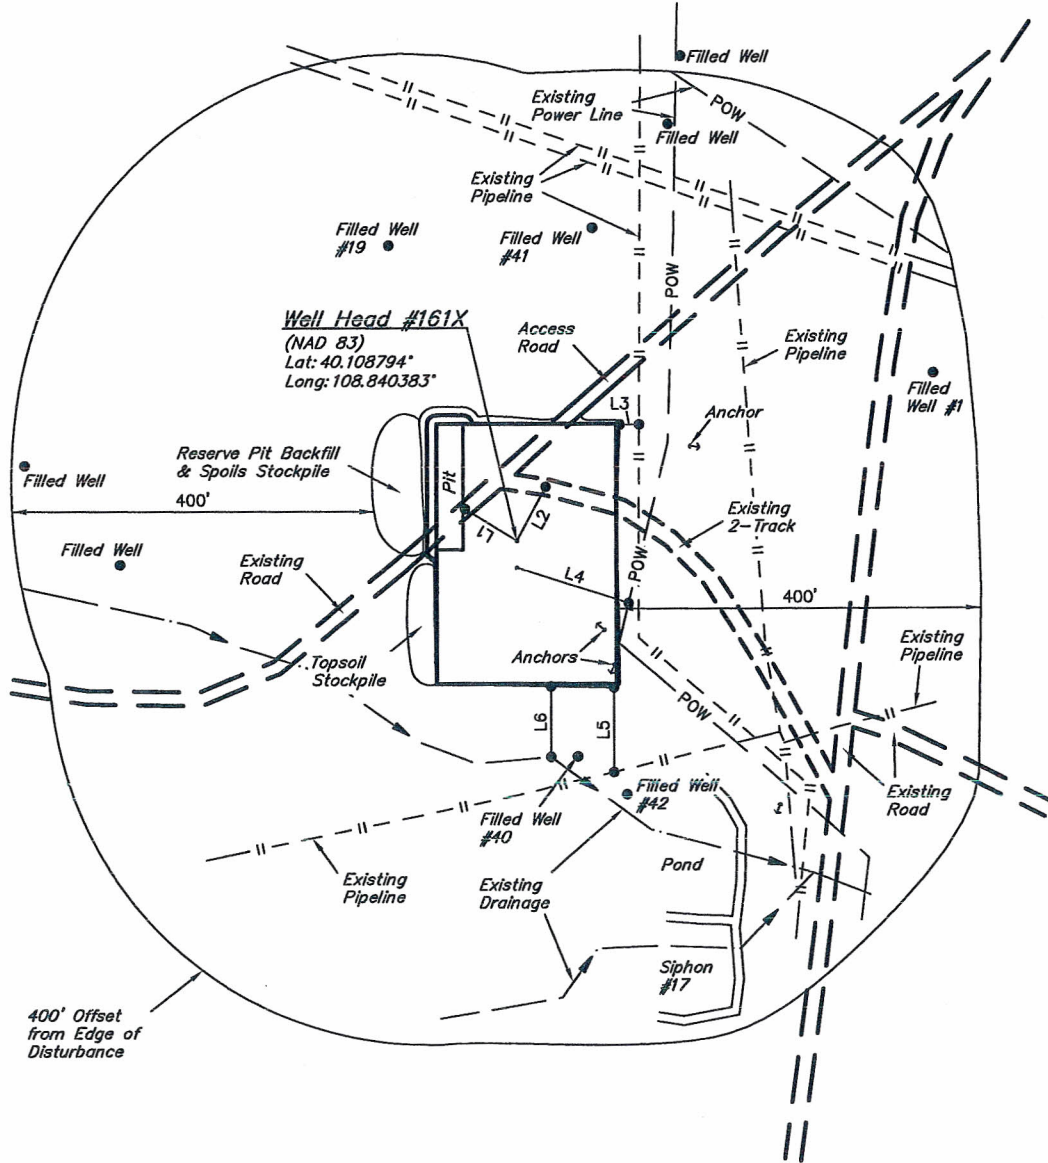 Filled Well
Existing
Power Line
POW
Filled Well
Existing
Pipeline
Filled Well
#19
Filled Well
#41
POW
Well Head #161X
(NAD 83)
Lat: 40.108794°
Long: 108.840383°
Access
Road
Existing
Pipeline
Filled
Well #1
L3
Anchor
Reserve Pit Backfill
& Spoils Stockpile
Pit
Filled Well
400'
L1
L2
Existing
2-Track
Filled Well
Existing
Road
L4
POW
400'
Existing
Pipeline
Topsoil
Stockpile
Anchors
POW
L6
L5
Filled Well
#42
Existing
Road
Filled Well
#40
Existing
Pipeline
Existing
Drainage
Pond
Siphon
#17
400' Offset
from Edge of
Disturbance